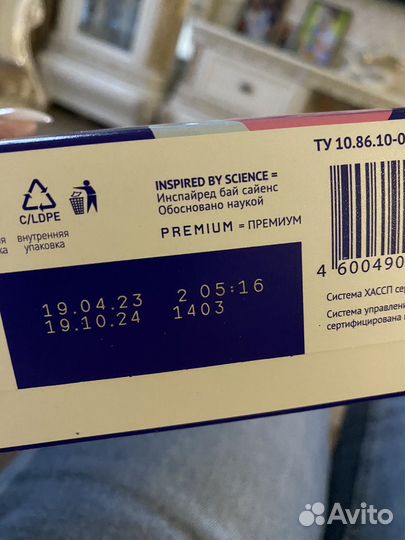 ТУ 10.86.10-0
INSPIRED BY SCIENCE =
Инспайред бай сайенс
Обосновано наукой
PREMIUM = ПРЕМИУМ
C/LDPE
внутренняя
упаковка
4 600490
19.04.23 2 05:16
19.10.24 1403
Система ХАССП сер
Система управлени
сертифицирована
Avito